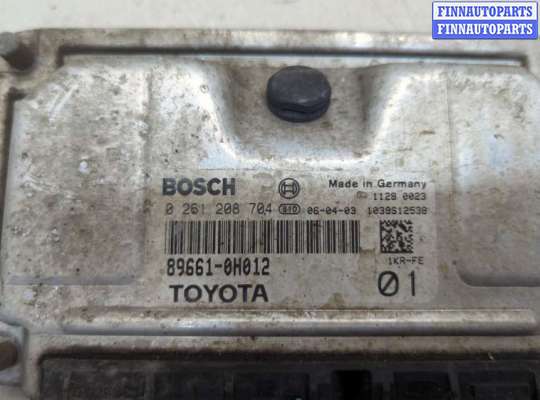 FINNAUTOPARTS
FINNAUTOPARTS
BOSCH
Made in Germany
0 261 208 704 06-04-03
1128 0023
1039S12538
89661-0H012
1KR-FE
TOYOTA
01